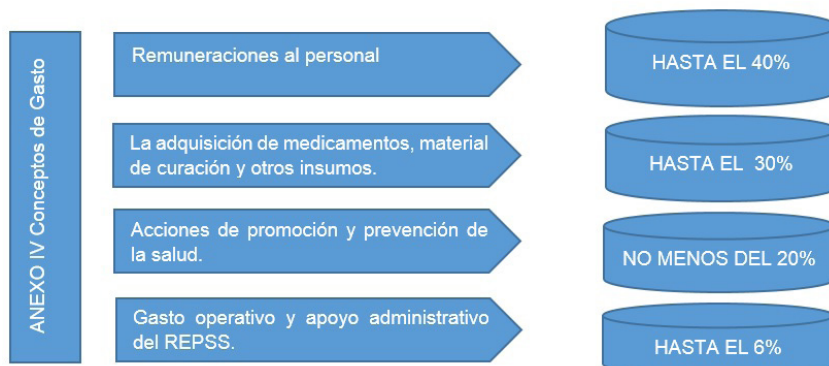 ANEXO IV Conceptos de Gasto
Remuneraciones al personal
HASTA EL 40%
La adquisición de medicamentos, material
de curación y otros insumos.
HASTA EL 30%
Acciones de promoción y prevención de
la salud.
NO MENOS DEL 20%
Gasto operativo y apoyo administrativo
del REPSS.
HASTA EL 6%